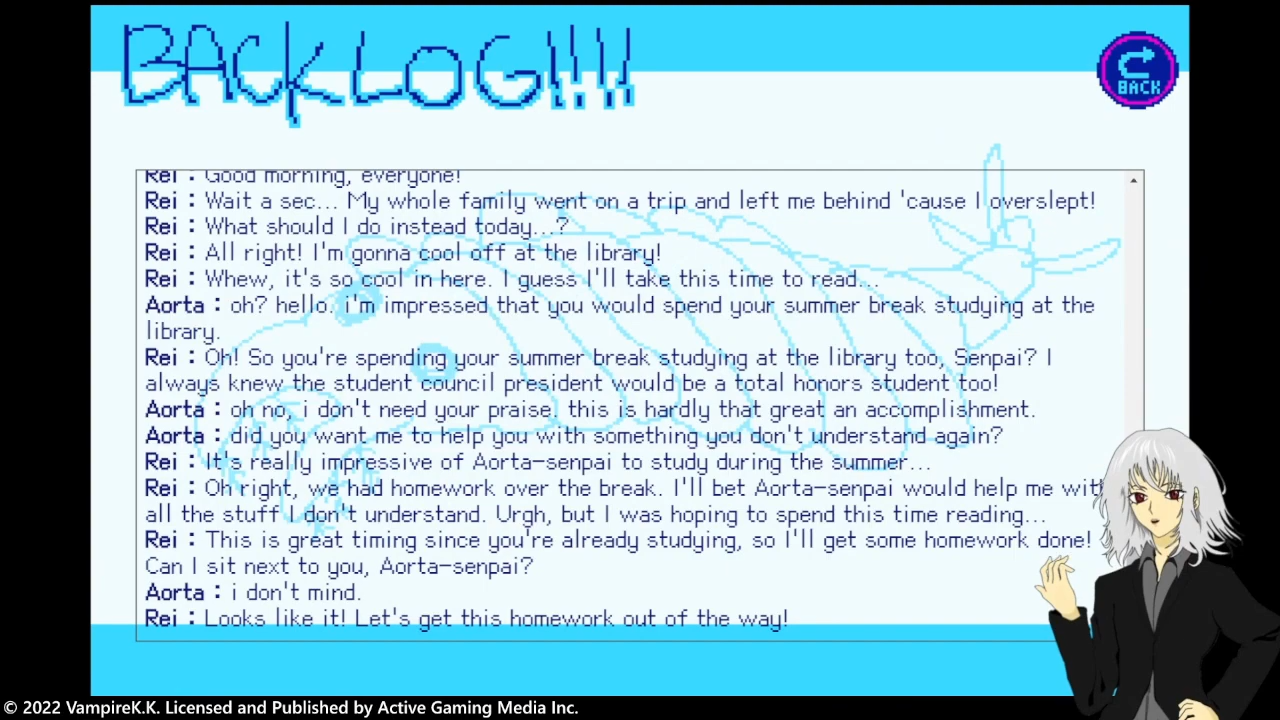 BACKLOG!!!!
BACK
Rei : Good morning, everyone!
Rei : Wait a sec... My whole family went on a trip and left me behind 'cause I overslept!
Rei : What should I do instead today...?
Rei : All right! I'm gonna cool off at the library!
Rei : Whew, it's so cool in here. I guess I'll take this time to read...
Aorta : oh? hello. i'm impressed that you would spend your summer break studying at the
library.
Rei : Oh! So you're spending your summer break studying at the library too, Senpai? I
always knew the student council president would be a total honors student too!
Aorta : oh no, i don't need your praise. this is hardly that great an accomplishment.
Aorta : did you want me to help you with something you don't understand again?
Rei : It's really impressive of Aorta-senpai to study during the summer...
Rei : Oh right, we had homework over the break. I'll bet Aorta-senpai would help me with
all the stuff I don't understand. Urgh, but I was hoping to spend this time reading...
Rei : This is great timing since you're already studying, so I'll get some homework done!
Can I sit next to you, Aorta-senpai?
Aorta : i don't mind.
Rei : Looks like it! Let's get this homework out of the way!
© 2022 VampireK.K. Licensed and Published by Active Gaming Media Inc.